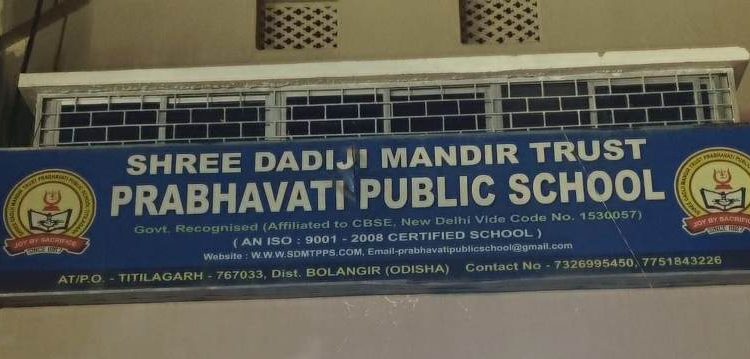 SHREE DADIJI MANDIR TRUST
PRABHAVATI PUBLIC SCHOOL
Govt. Recognised (Affiliated to CBSE, New Delhi Vide Code No. 1530057)
( AN ISO : 9001 - 2008 CERTIFIED SCHOOL )
Website : W.W.W.SDMTPPS.COM, Email-prabhavatipublicschool@gmail.com
AT/P.O. - TITILAGARH - 767033, Dist. BOLANGIR (ODISHA) Contact No - 7326995450, 7751843226
JOY BY SACRIFICE
JOY BY SACRIFICE